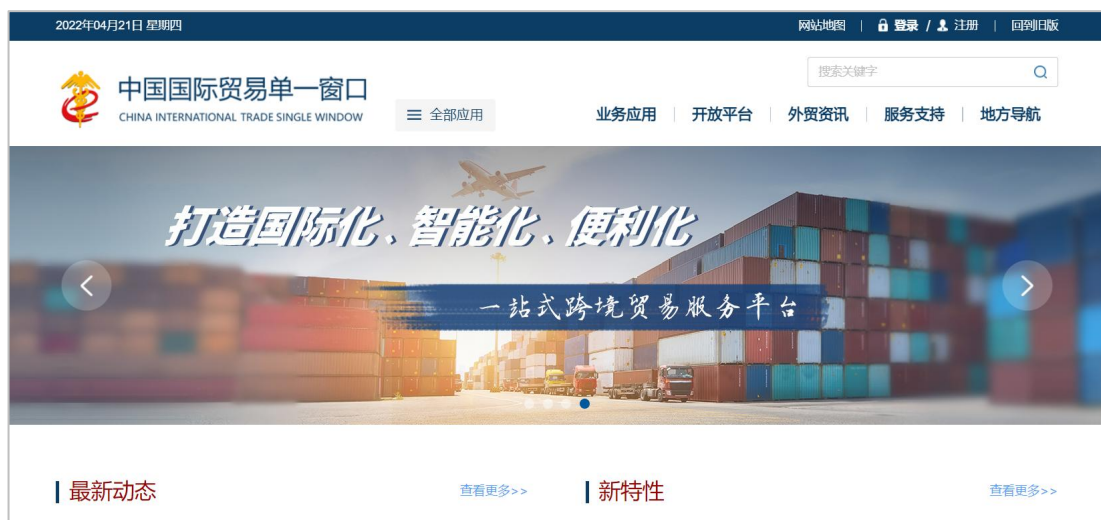 2022年04月21日 星期四
网站地图 | 登录 / 注册 | 回到旧版
搜索关键字
中国国际贸易单一窗口
CHINA INTERNATIONAL TRADE SINGLE WINDOW
全部应用
业务应用 | 开放平台 | 外贸资讯 | 服务支持 | 地方导航
打造国际化、智能化、便利化
一站式跨境贸易服务平台
最新动态 查看更多>>
新特性 查看更多>>